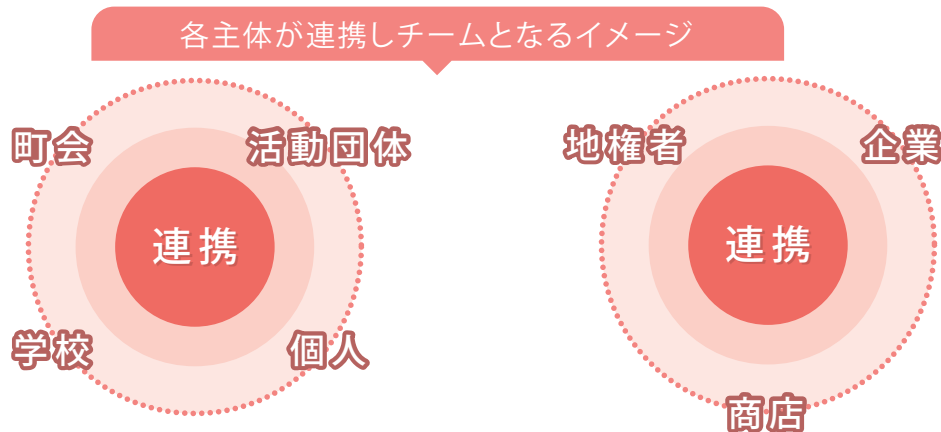 各主体が連携しチームとなるイメージ
町会
活動団体
連携
学校
個人
地権者
企業
連携
商店